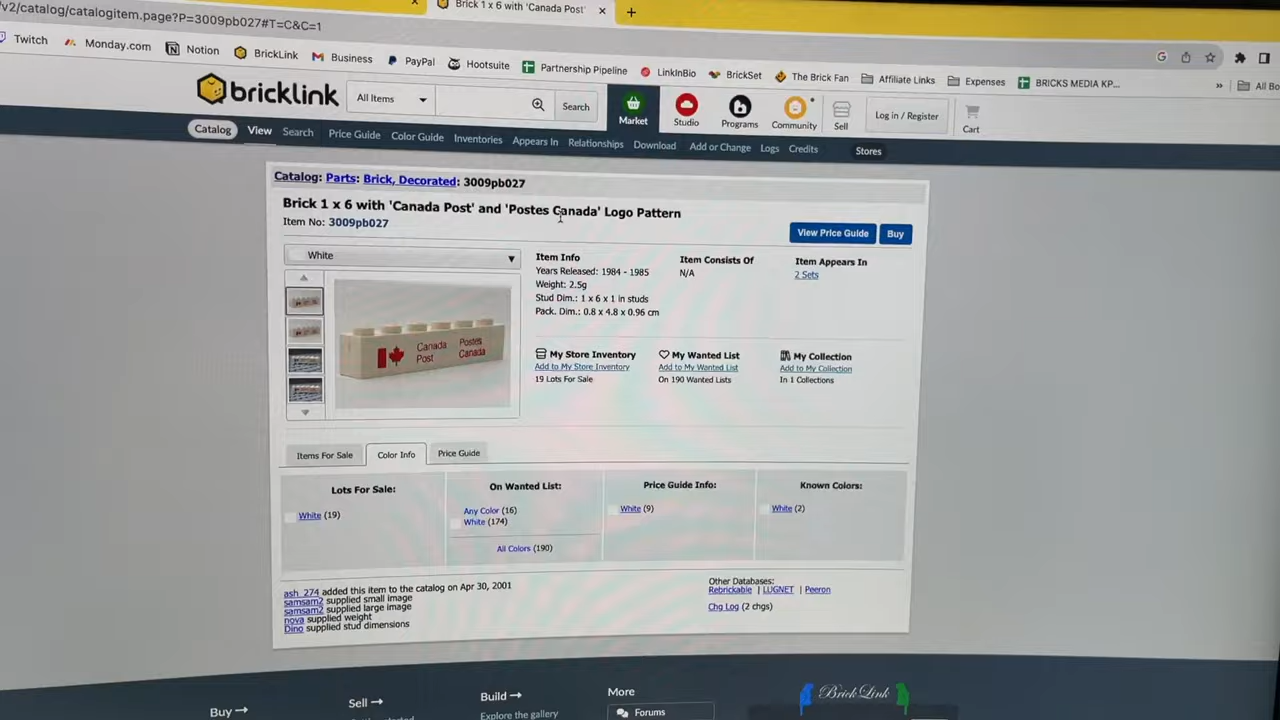 Brick 1 x 6 with 'Canada Post'
v2/catalog/catalogitem.page?P=3009pb027#T=C&C=1
Twitch Monday.com Notion BrickLink Business PayPal Hootsuite Partnership Pipeline LinkInBio BrickSet The Brick Fan Affiliate Links Expenses BRICKS MEDIA KP... » All Bo
bricklink All Items Search Market Studio Programs Community Sell Log in / Register Cart
Catalog View Search Price Guide Color Guide Inventories Appears In Relationships Download Add or Change Logs Credits Stores
Catalog: Parts: Brick, Decorated: 3009pb027
Brick 1 x 6 with 'Canada Post' and 'Postes Canada' Logo Pattern
Item No: 3009pb027
View Price Guide Buy
White
Item Info
Years Released: 1984 - 1985
Weight: 2.5g
Stud Dim.: 1 x 6 x 1 in studs
Pack. Dim.: 0.8 x 4.8 x 0.96 cm
Item Consists Of
N/A
Item Appears In
2 Sets
Canada Postes
Post Canada
My Store Inventory
Add to My Store Inventory
19 Lots For Sale
My Wanted List
Add to My Wanted List
On 190 Wanted Lists
My Collection
Add to My Collection
In 1 Collections
Items For Sale Color Info Price Guide
Lots For Sale:
White (19)
On Wanted List:
Any Color (16)
White (174)
All Colors (190)
Price Guide Info:
White (9)
Known Colors:
White (2)
ash_274 added this item to the catalog on Apr 30, 2001
samsam2 supplied small image
samsam2 supplied large image
nova supplied weight
Dino supplied stud dimensions
Other Databases:
Rebrickable | LUGNET | Peeron
Chg Log (2 chgs)
Buy → Sell → Build → More
Explore the gallery Forums
BrickLink